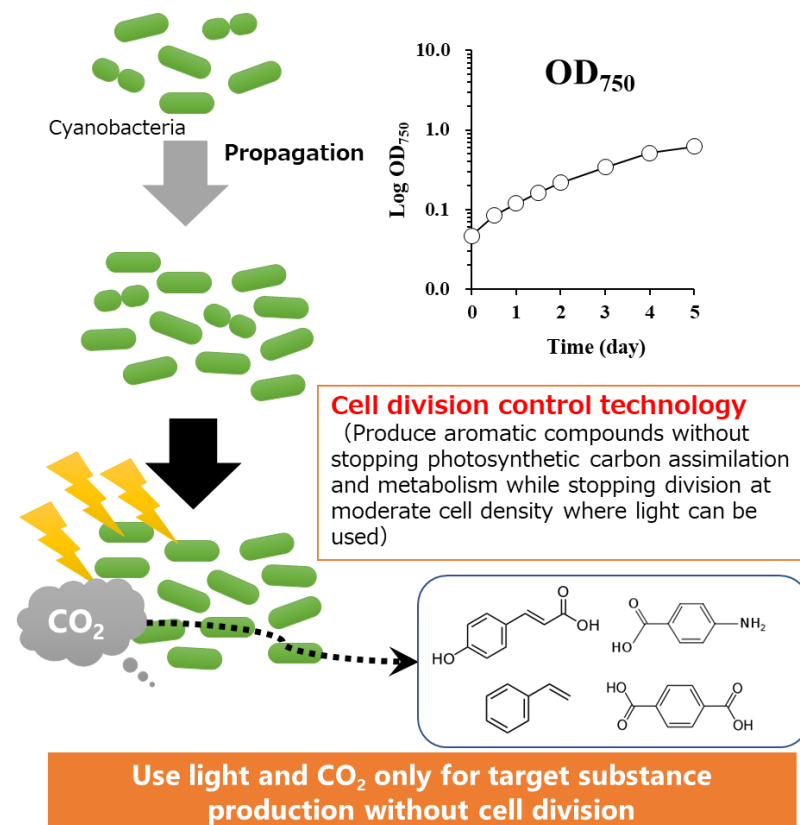 Cyanobacteria
Propagation
OD750
Log OD750
10.0
1.0
0.1
0.0
0 1 2 3 4 5
Time (day)
Cell division control technology
（Produce aromatic compounds without
stopping photosynthetic carbon assimilation
and metabolism while stopping division at
moderate cell density where light can be
used）
CO2
O
OH
HO
O
HO
NH2
HO
O
O
OH
Use light and CO2 only for target substance
production without cell division